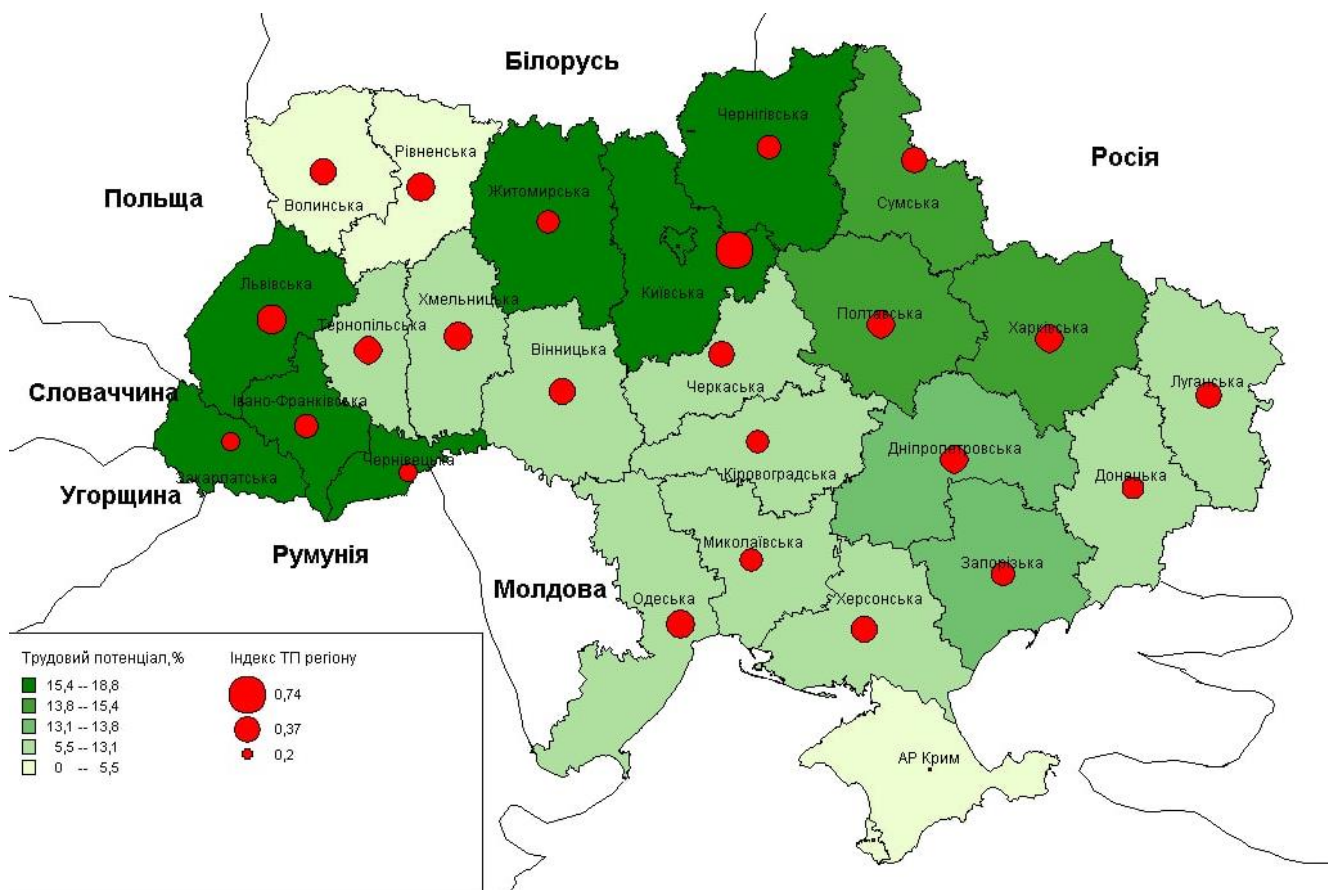 Білорусь
Росія
Польща
Словаччина
Угорщина
Румунія
Молдова
Чернігівська
Сумська
Рівненська
Волинська
Житомирська
Київська
Львівська
Тернопільська
Хмельницька
Вінницька
Черкаська
Полтавська
Харківська
Луганська
Івано-Франківська
Закарпатська
Чернівецька
Кіровоградська
Дніпропетровська
Донецька
Миколаївська
Запорізька
Одеська
Херсонська
АР Крим
Трудовий потенціал,%
15,4 -- 18,8
13,8 -- 15,4
13,1 -- 13,8
5,5 -- 13,1
0 -- 5,5
Індекс ТП регіону
0,74
0,37
0,2